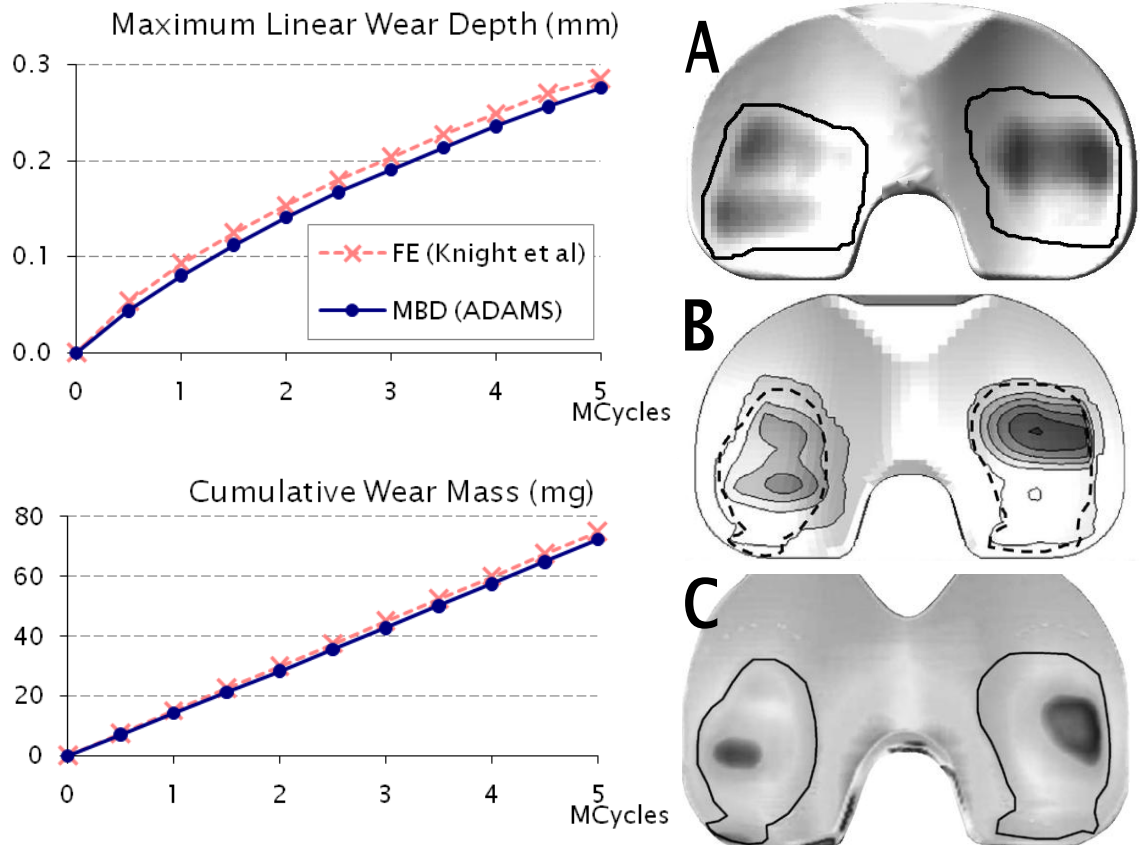 Maximum Linear Wear Depth (mm)
0.3
0.2
0.1
0.0
FE (Knight et al)
MBD (ADAMS)
0 1 2 3 4 5
MCycles
Cumulative Wear Mass (mg)
80
60
40
20
0
0 1 2 3 4 5
MCycles
A
B
C